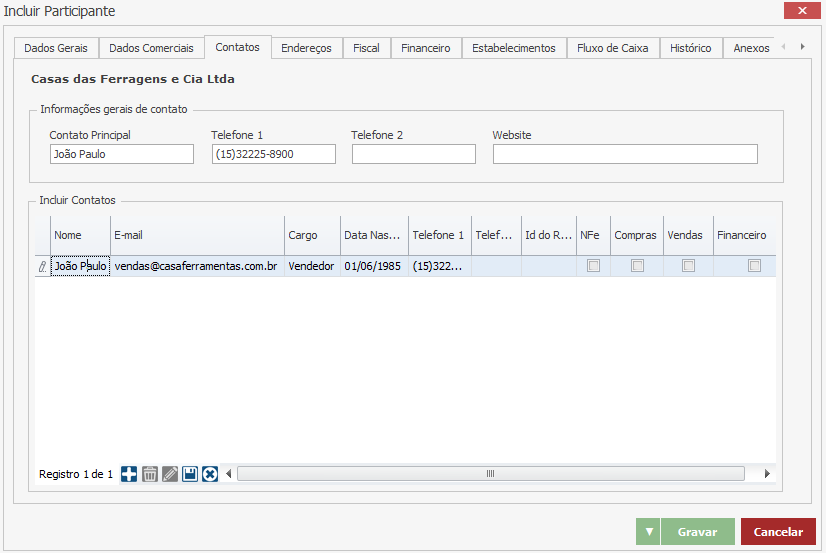 Incluir Participante
Dados Gerais Dados Comerciais Contatos Endereços Fiscal Financeiro Estabelecimentos Fluxo de Caixa Histórico Anexos
Casas das Ferragens e Cia Ltda
Informações gerais de contato
Contato Principal Telefone 1 Telefone 2 Website
João Paulo (15)32225-8900
Incluir Contatos
Nome E-mail Cargo Data Nas... Telefone 1 Telef... Id do R... NFe Compras Vendas Financeiro
João Paulo vendas@casaferramentas.com.br Vendedor 01/06/1985 (15)322...
Registro 1 de 1
Gravar Cancelar